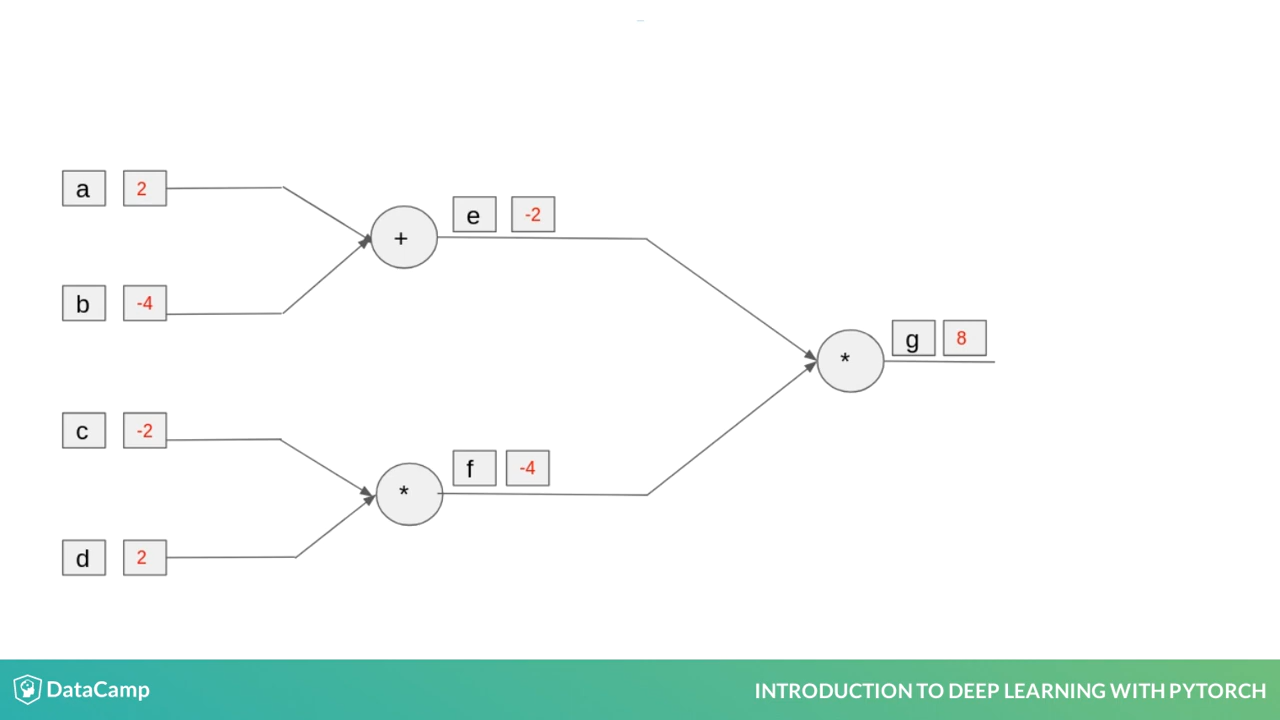 a 2
e -2
+
b -4
g 8
*
c -2
f -4
*
d 2
DataCamp
INTRODUCTION TO DEEP LEARNING WITH PYTORCH